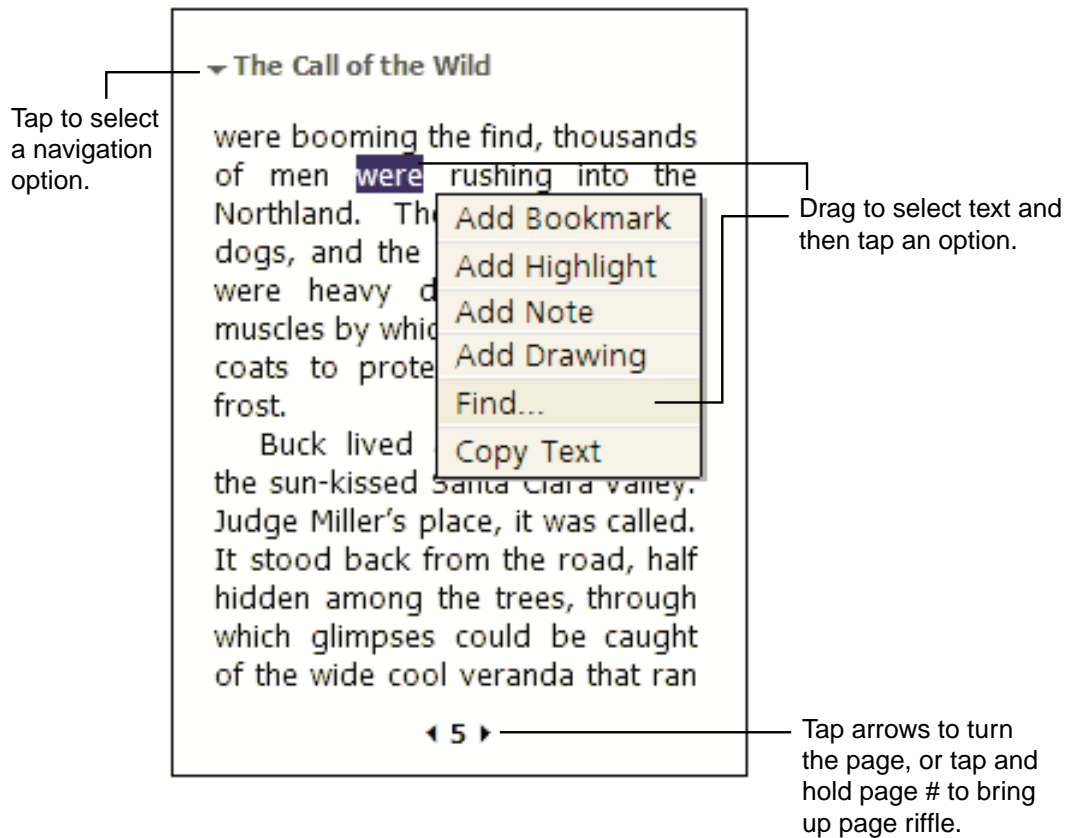 The Call of the Wild
Tap to select
a navigation
option.
were booming the find, thousands
of men were rushing into the
Northland. The
dogs, and the
were heavy d
muscles by whic
coats to prote
frost.
Buck lived
the sun-kissed Santa Clara Valley.
Judge Miller's place, it was called.
It stood back from the road, half
hidden among the trees, through
which glimpses could be caught
of the wide cool veranda that ran
Add Bookmark
Add Highlight
Add Note
Add Drawing
Find...
Copy Text
Drag to select text and
then tap an option.
5
Tap arrows to turn
the page, or tap and
hold page # to bring
up page riffle.